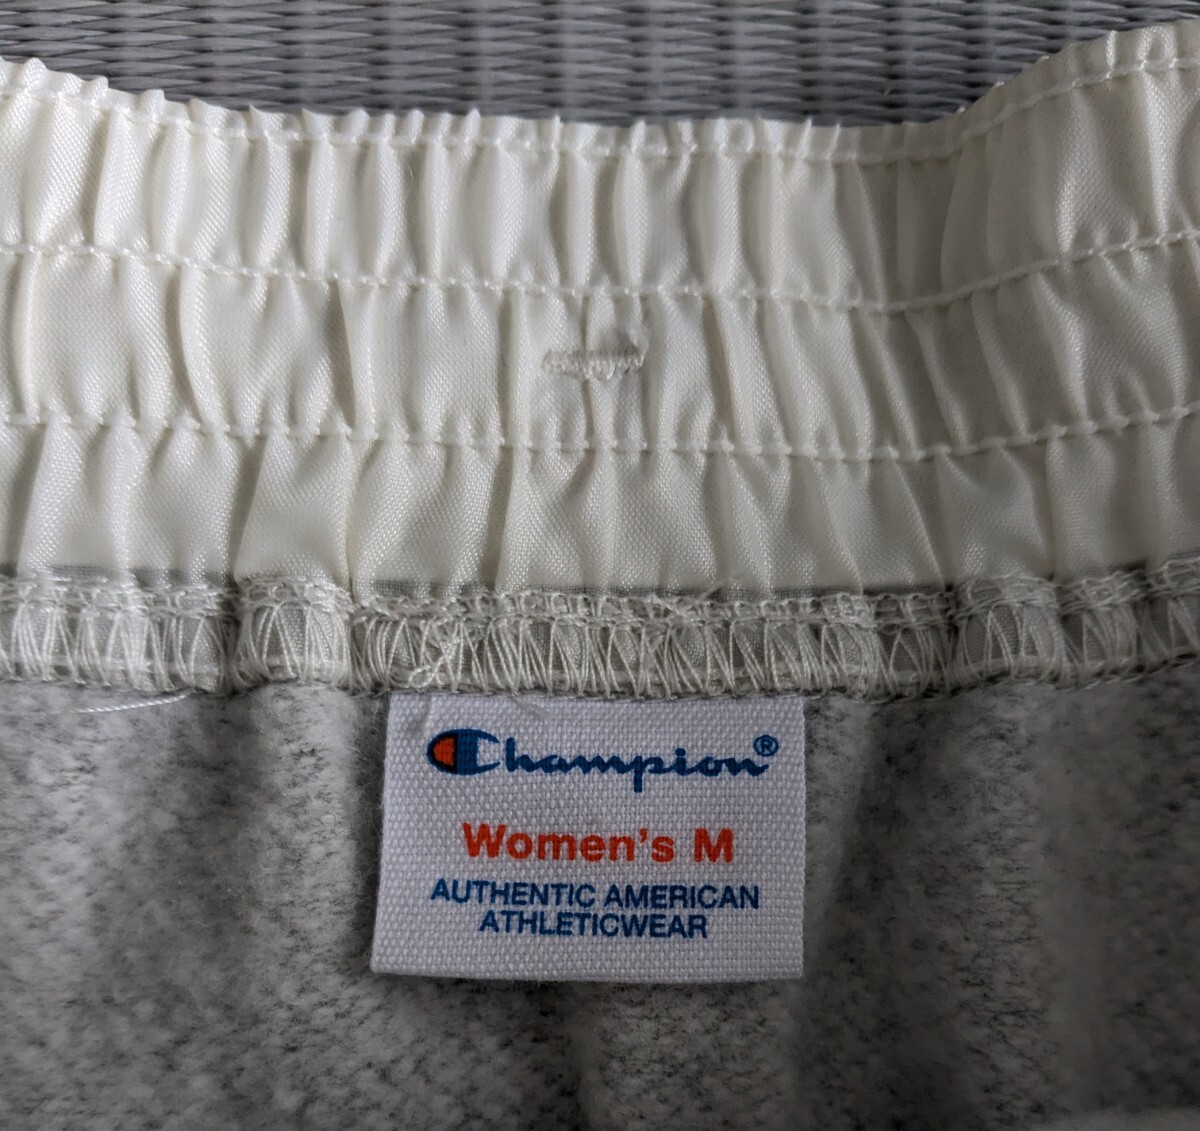 Champion®
Women's M
AUTHENTIC AMERICAN
ATHLETICWEAR